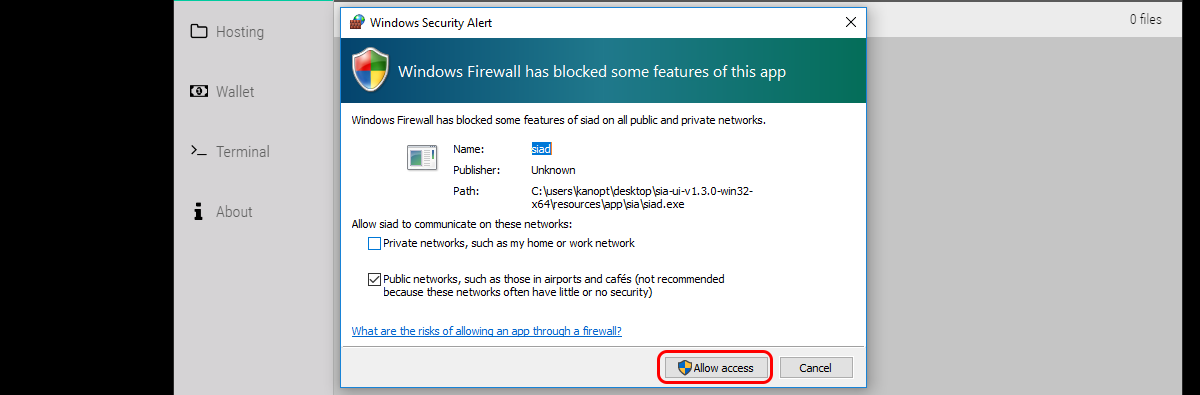 Hosting
0 files
Wallet
Terminal
About
Windows Security Alert
Windows Firewall has blocked some features of this app
Windows Firewall has blocked some features of siad on all public and private networks.
Name: siad
Publisher: Unknown
Path: C:\users\kanopt\desktop\sia-ui-v1.3.0-win32-
x64\resources\app\sia\siad.exe
Allow siad to communicate on these networks:
Private networks, such as my home or work network
Public networks, such as those in airports and cafés (not recommended
because these networks often have little or no security)
What are the risks of allowing an app through a firewall?
Allow access Cancel